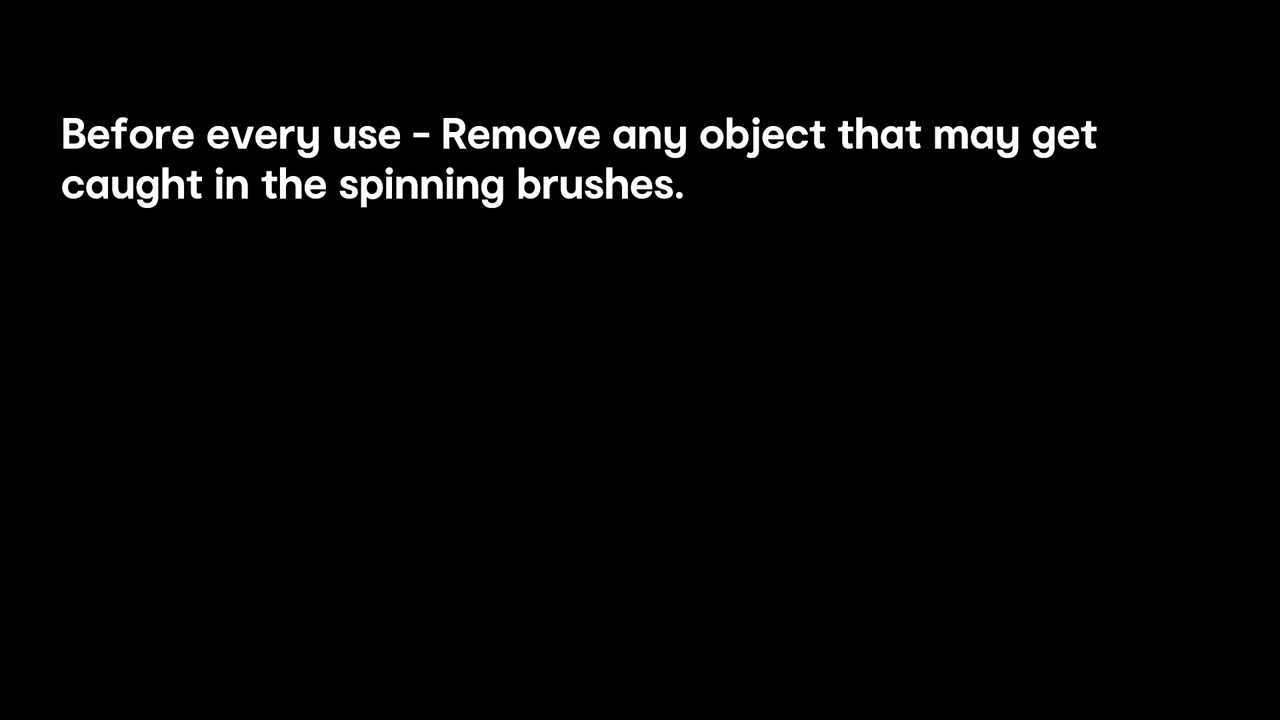 Before every use - Remove any object that may get
caught in the spinning brushes.